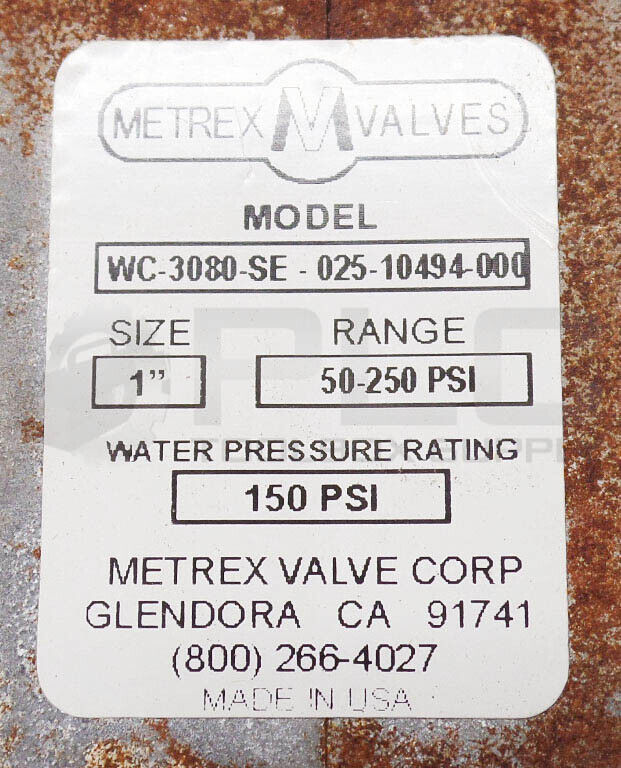 METREX M VALVES
MODEL
WC-3080-SE - 025-10494-000
SIZE RANGE
1” 50-250 PSI
WATER PRESSURE RATING
150 PSI
METREX VALVE CORP
GLENDORA CA 91741
(800) 266-4027
MADE IN USA
PLC